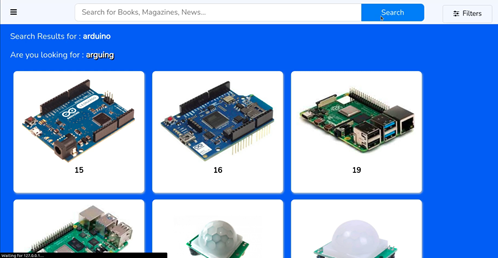 Search for Books, Magazines, News...
Search
Filters
Search Results for : arduino
Are you looking for : arguing
15
16
19
Waiting for 127.0.0.1...